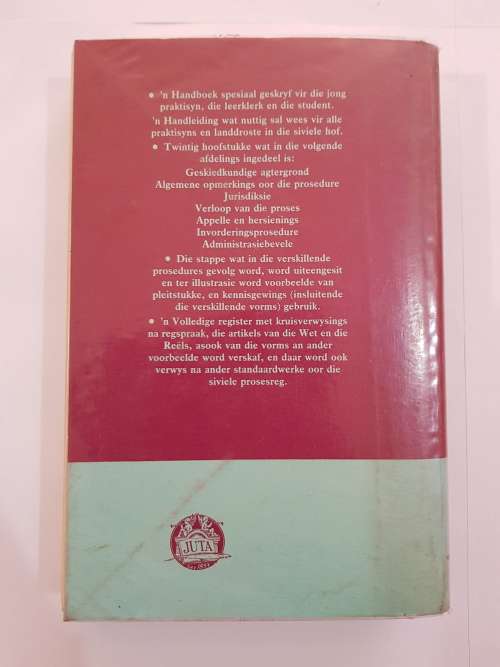 • 'n Handboek spesiaal geskryf vir die jong
praktisyn, die leerklerk en die student.
'n Handleiding wat nuttig sal wees vir alle
praktisyns en landdroste in die siviele hof.
• Twintig hoofstukke wat in die volgende
afdelings ingedeel is:
Geskiedkundige agtergrond
Algemene opmerkings oor die prosedure
Jurisdiksie
Verloop van die proses
Appelle en hersienings
Invorderingsprosedure
Administrasiebevele
• Die stappe wat in die verskillende
prosedures gevolg word, word uiteengesit
en ter illustrasie word voorbeelde van
pleitstukke, en kennisgewings (insluitende
die verskillende vorms) gebruik.
• 'n Volledige register met kruisverwysings
na regspraak, die artikels van die Wet en die
Reëls, asook van die vorms an ander
voorbeelde word verskaf, en daar word ook
verwys na ander standaardwerke oor die
siviele prosesreg.
JUTA